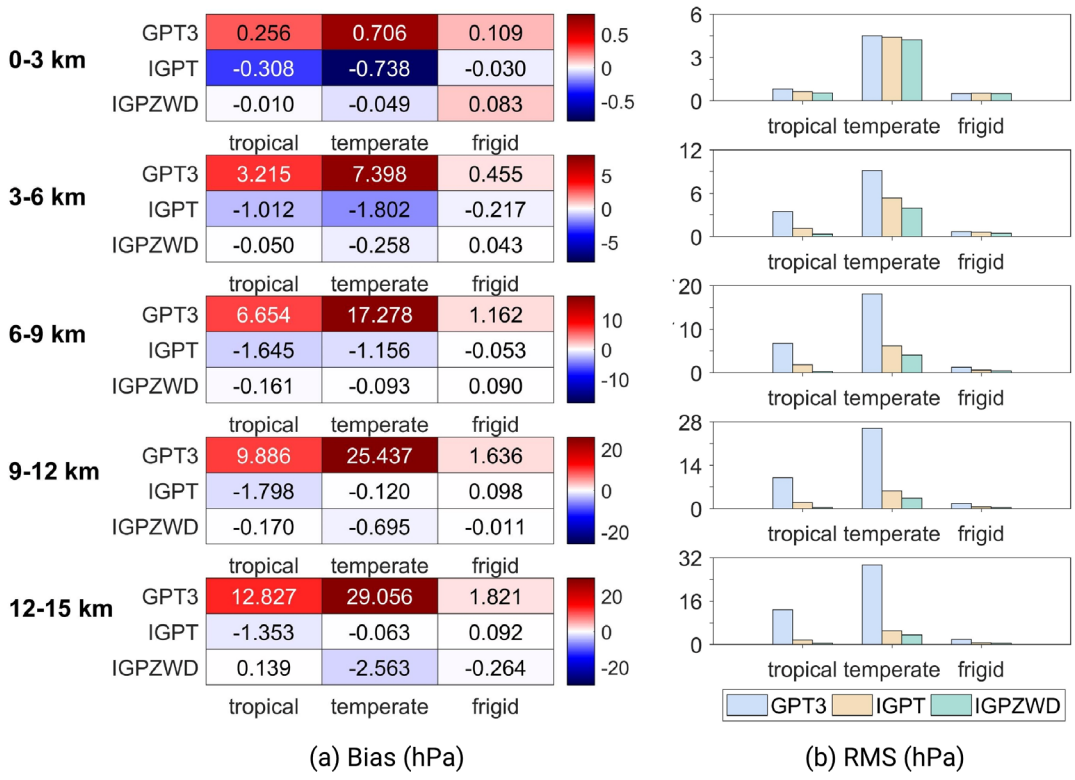 0-3 km
GPT3 0.256 0.706 0.109
IGPT -0.308 -0.738 -0.030
IGPZWD -0.010 -0.049 0.083
tropical temperate frigid
0.5
0
-0.5
6
3
0
tropical temperate frigid
3-6 km
GPT3 3.215 7.398 0.455
IGPT -1.012 -1.802 -0.217
IGPZWD -0.050 -0.258 0.043
tropical temperate frigid
5
0
-5
12
6
0
tropical temperate frigid
6-9 km
GPT3 6.654 17.278 1.162
IGPT -1.645 -1.156 -0.053
IGPZWD -0.161 -0.093 0.090
tropical temperate frigid
10
0
-10
20
10
0
tropical temperate frigid
9-12 km
GPT3 9.886 25.437 1.636
IGPT -1.798 -0.120 0.098
IGPZWD -0.170 -0.695 -0.011
tropical temperate frigid
20
0
-20
28
14
0
tropical temperate frigid
12-15 km
GPT3 12.827 29.056 1.821
IGPT -1.353 -0.063 0.092
IGPZWD 0.139 -2.563 -0.264
tropical temperate frigid
20
0
-20
32
16
0
tropical temperate frigid
GPT3 IGPT IGPZWD
(a) Bias (hPa)
(b) RMS (hPa)